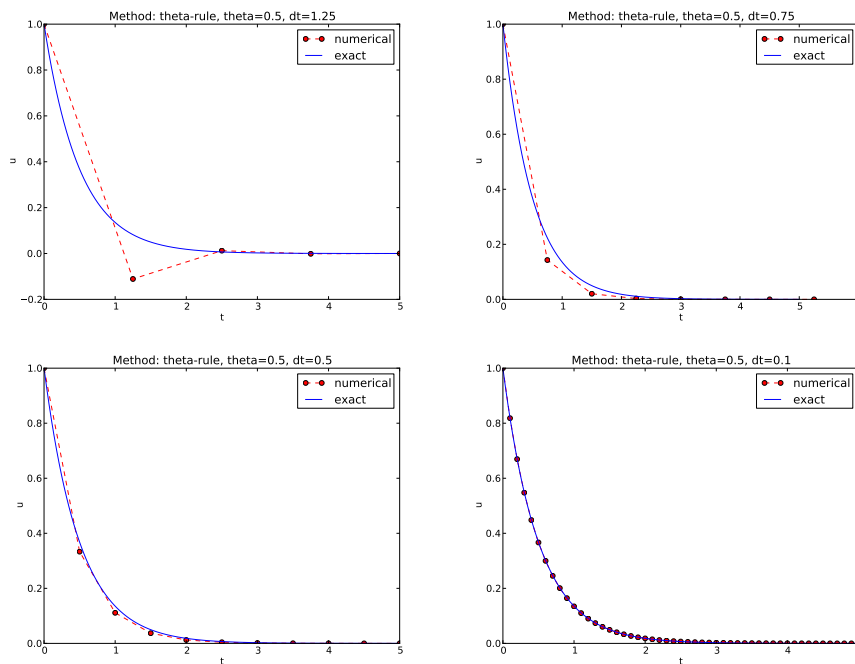 Method: theta-rule, theta=0.5, dt=1.25
numerical
exact
1.0
0.8
0.6
0.4
0.2
0.0
−0.2
u
0 1 2 3 4 5
t
Method: theta-rule, theta=0.5, dt=0.75
numerical
exact
1.0
0.8
0.6
0.4
0.2
0.0
u
0 1 2 3 4 5
t
Method: theta-rule, theta=0.5, dt=0.5
numerical
exact
1.0
0.8
0.6
0.4
0.2
0.0
u
0 1 2 3 4 5
t
Method: theta-rule, theta=0.5, dt=0.1
numerical
exact
1.0
0.8
0.6
0.4
0.2
0.0
u
0 1 2 3 4
t